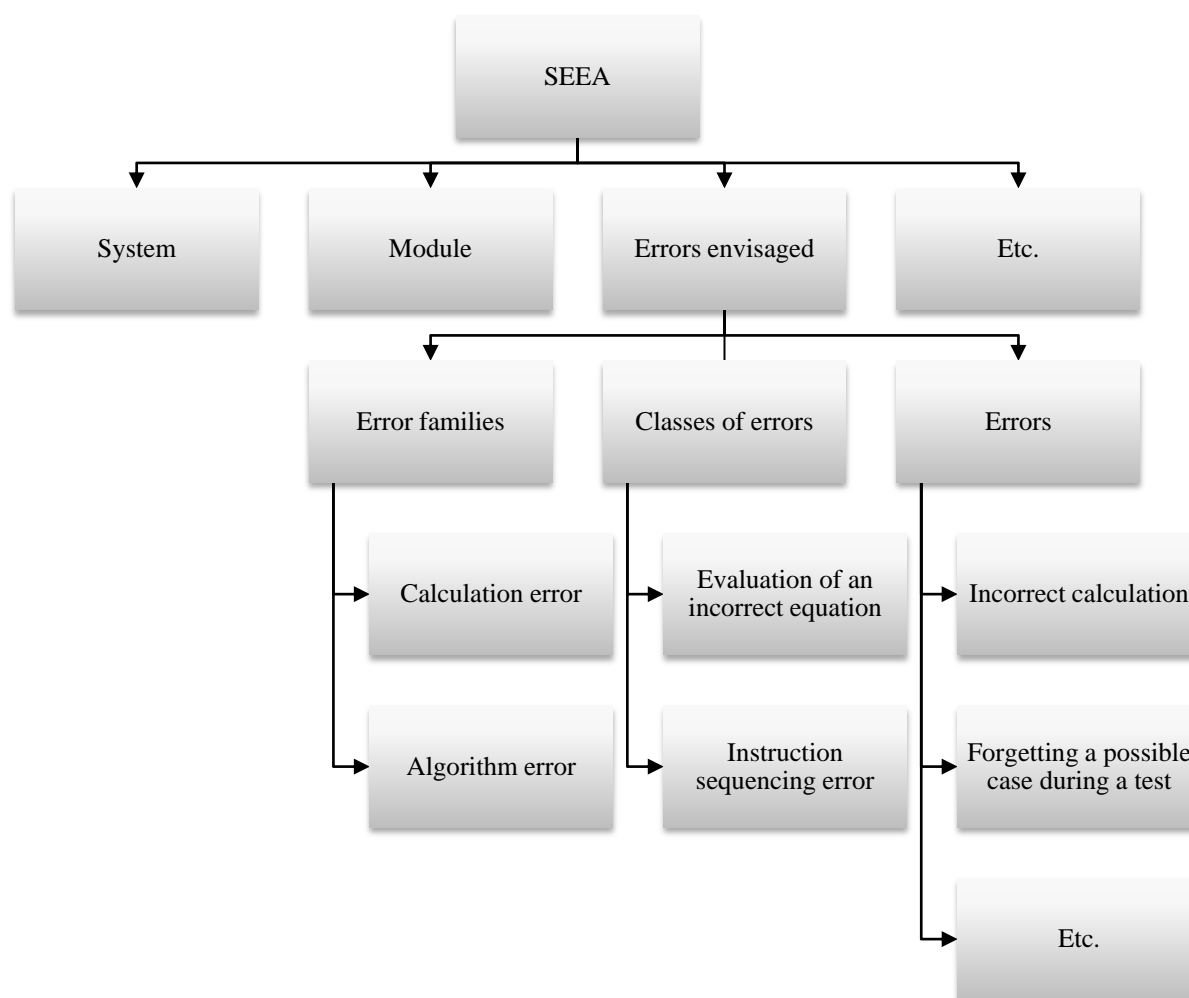 SEEA
System
Module
Errors envisaged
Etc.
Error families
Classes of errors
Errors
Calculation error
Evaluation of an
incorrect equation
Incorrect calculation
Algorithm error
Instruction
sequencing error
Forgetting a possible
case during a test
Etc.